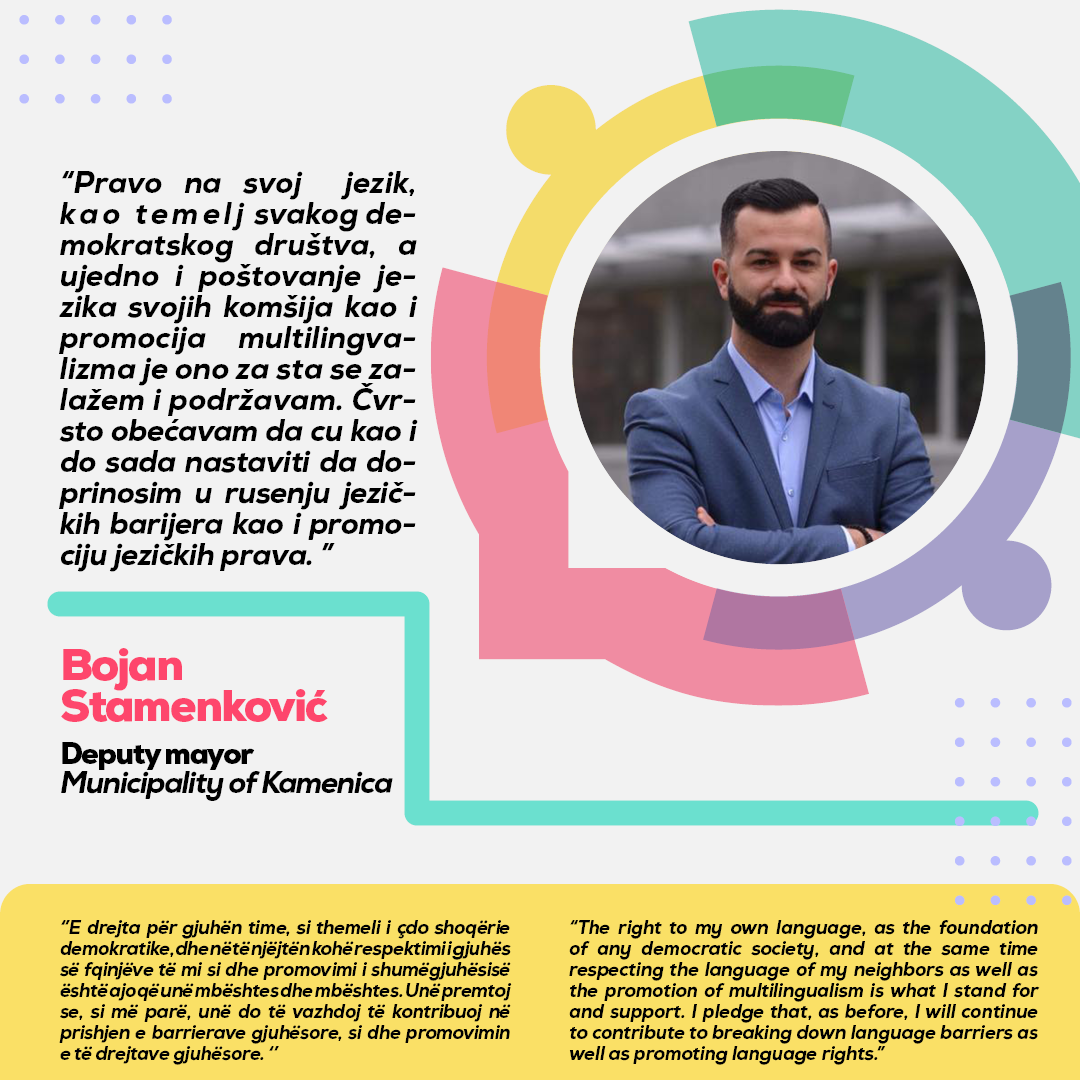 “Pravo na svoj jezik,
kao temelj svakog de-
mokratskog društva, a
ujedno i poštovanje je-
zika svojih komšija kao i
promocija multilingva-
lizma je ono za sta se za-
lažem i podržavam. Čvr-
sto obećavam da cu kao i
do sada nastaviti da do-
prinosim u rusenju jezič-
kih barijera kao i promo-
ciju jezičkih prava. ”
Bojan
Stamenković
Deputy mayor
Municipality of Kamenica
‘’E drejta për gjuhën time, si themeli i çdo shoqërie
demokratike, dhe në të njëjtën kohë respektimi i gjuhës
së fqinjëve të mi si dhe promovimi i shumëgjuhësisë
është ajo që unë mbështes dhe mbështes. Unë premtoj
se, si më parë, unë do të vazhdoj të kontribuoj në
prishjen e barrierave gjuhësore, si dhe promovimin
e të drejtave gjuhësore. ‘’
“The right to my own language, as the foundation
of any democratic society, and at the same time
respecting the language of my neighbors as well as
the promotion of multilingualism is what I stand for
and support. I pledge that, as before, I will continue
to contribute to breaking down language barriers as
well as promoting language rights.”